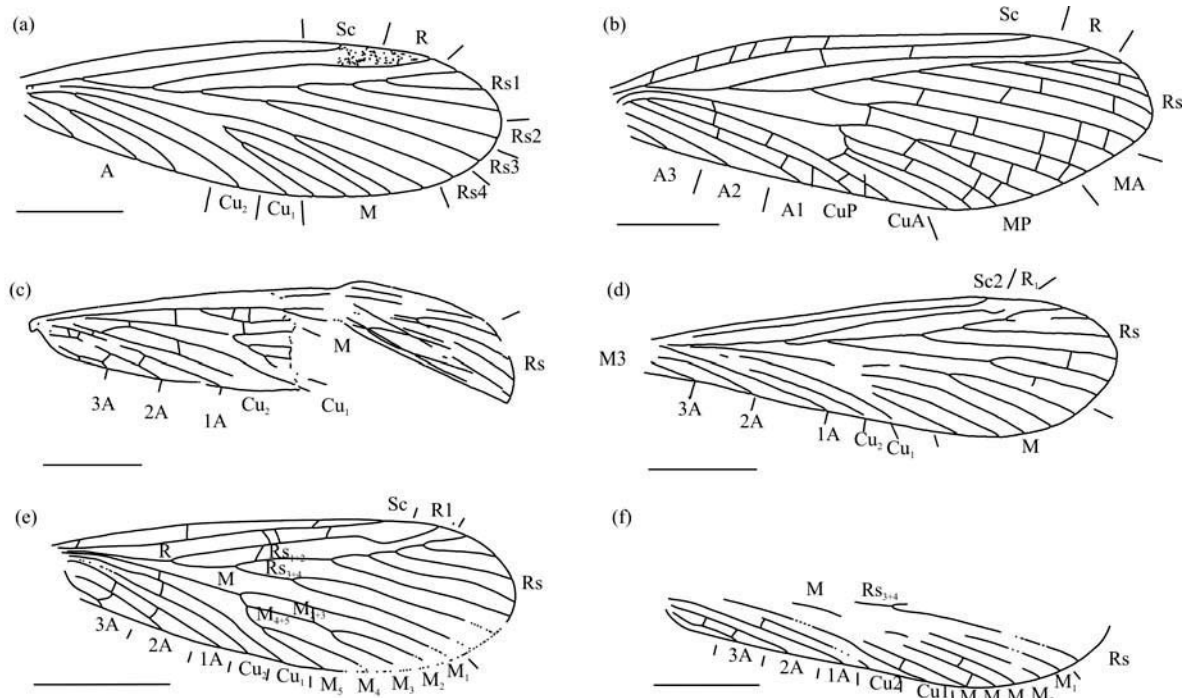 (a)
Sc
R
Rs1
Rs2
Rs3
Rs4
M
Cu₁
Cu₂
A
(b)
Sc
R
Rs
MA
MP
CuA
CuP
A1
A2
A3
(c)
M
Rs
3A
2A
1A
Cu₂
Cu₁
(d)
Sc2
R₁
Rs
M3
3A
2A
1A
Cu₂
Cu₁
M
(e)
Sc
R1
R
Rs₁₊₂
Rs₃₊₄
M
Rs
M₄₊₅
3A
2A
1A
Cu₂
Cu₁
M₅
M₄
M₃
M₂
M₁
(f)
M
Rs₃₊₄
Rs
3A
2A
1A
Cu2
Cu1
M₁